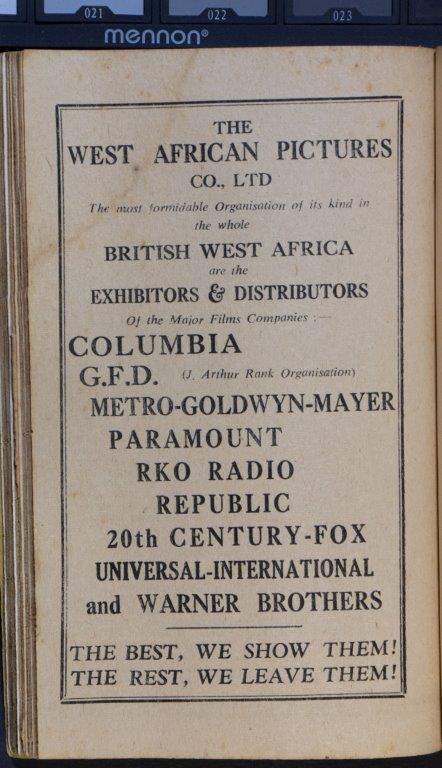 021
022
023
mennon®
THE
WEST AFRICAN PICTURES
CO., LTD
The most formidable Organisation of its kind in
the whole
BRITISH WEST AFRICA
are the
EXHIBITORS & DISTRIBUTORS
Of the Major Films Companies :—
COLUMBIA
G.F.D. (J. Arthur Rank Organisation)
METRO-GOLDWYN-MAYER
PARAMOUNT
RKO RADIO
REPUBLIC
20th CENTURY-FOX
UNIVERSAL-INTERNATIONAL
and WARNER BROTHERS
THE BEST, WE SHOW THEM!
THE REST, WE LEAVE THEM!